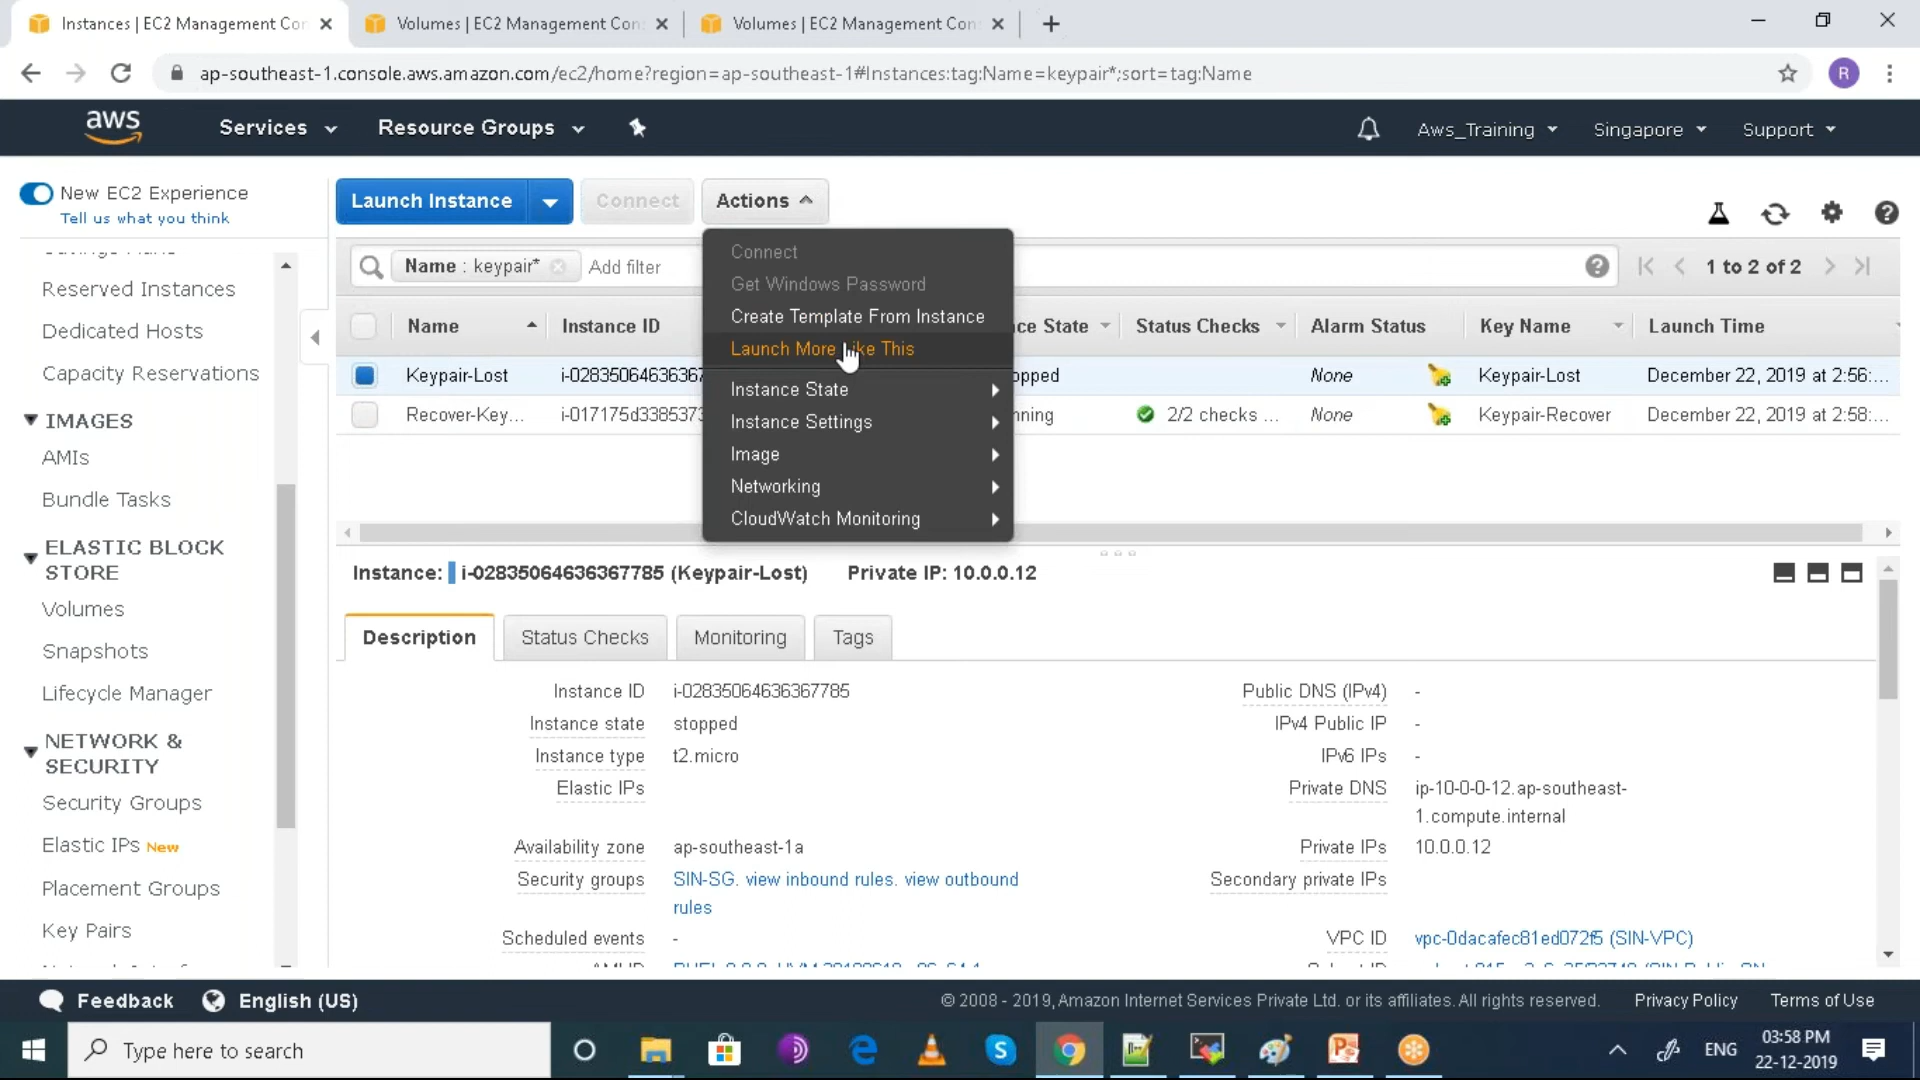 Instances | EC2 Management Con
Volumes | EC2 Management Con
Volumes | EC2 Management Con
ap-southeast-1.console.aws.amazon.com/ec2/home?region=ap-southeast-1#Instances:tag:Name=keypair*;sort=tag:Name
R
aws
Services
Resource Groups
Aws_Training
Singapore
Support
New EC2 Experience
Tell us what you think
Reserved Instances
Dedicated Hosts
Capacity Reservations
IMAGES
AMIs
Bundle Tasks
ELASTIC BLOCK
STORE
Volumes
Snapshots
Lifecycle Manager
NETWORK &
SECURITY
Security Groups
Elastic IPs New
Placement Groups
Key Pairs
Launch Instance
Connect
Actions
Name : keypair*
Add filter
1 to 2 of 2
Connect
Get Windows Password
Create Template From Instance
Launch More Like This
Instance State
Instance Settings
Image
Networking
CloudWatch Monitoring
Name
Instance ID
ce State
Status Checks
Alarm Status
Key Name
Launch Time
Keypair-Lost
i-0283506463636 7
opped
None
Keypair-Lost
December 22, 2019 at 2:56:...
Recover-Key...
i-017175d3385373
nning
2/2 checks ...
None
Keypair-Recover
December 22, 2019 at 2:58:...
Instance: i-02835064636367785 (Keypair-Lost) Private IP: 10.0.0.12
Description
Status Checks
Monitoring
Tags
Instance ID i-02835064636367785
Public DNS (IPv4) -
Instance state stopped
IPv4 Public IP -
Instance type t2.micro
IPv6 IPs -
Elastic IPs
Private DNS ip-10-0-0-12.ap-southeast-
1.compute.internal
Availability zone ap-southeast-1a
Private IPs 10.0.0.12
Security groups SIN-SG. view inbound rules. view outbound
rules
Secondary private IPs
Scheduled events -
VPC ID vpc-0dacafec81ed072f5 (SIN-VPC)
Feedback
English (US)
© 2008 - 2019, Amazon Internet Services Private Ltd. or its affiliates. All rights reserved.
Privacy Policy
Terms of Use
Type here to search
ENG
03:58 PM
22-12-2019